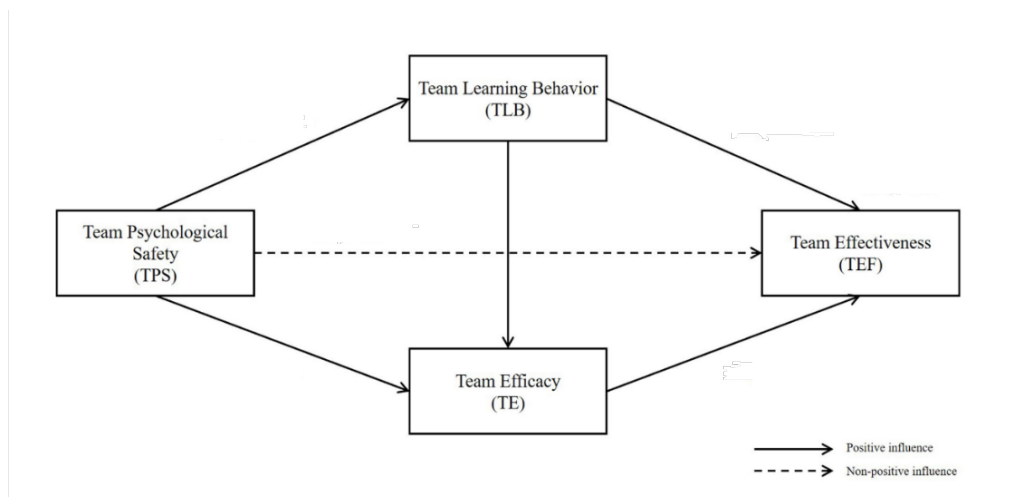 Team Learning Behavior
(TLB)
Team Psychological
Safety
(TPS)
Team Effectiveness
(TEF)
Team Efficacy
(TE)
Positive influence
Non-positive influence